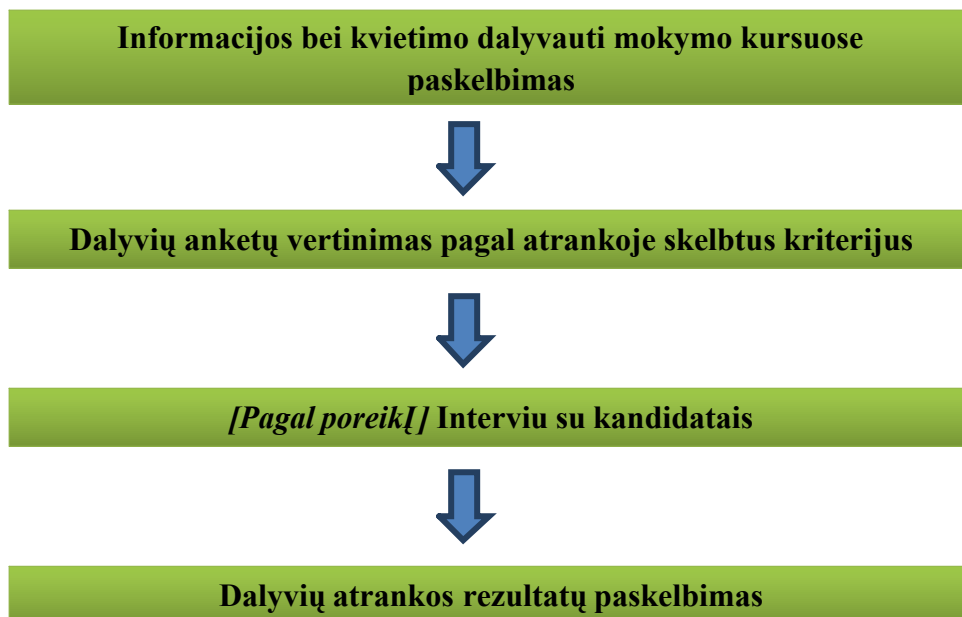 Informacijos bei kvietimo dalyvauti mokymo kursuose
paskelbimas
Dalyvių anketų vertinimas pagal atrankoje skelbtus kriterijus
[Pagal poreikĮ] Interviu su kandidatais
Dalyvių atrankos rezultatų paskelbimas